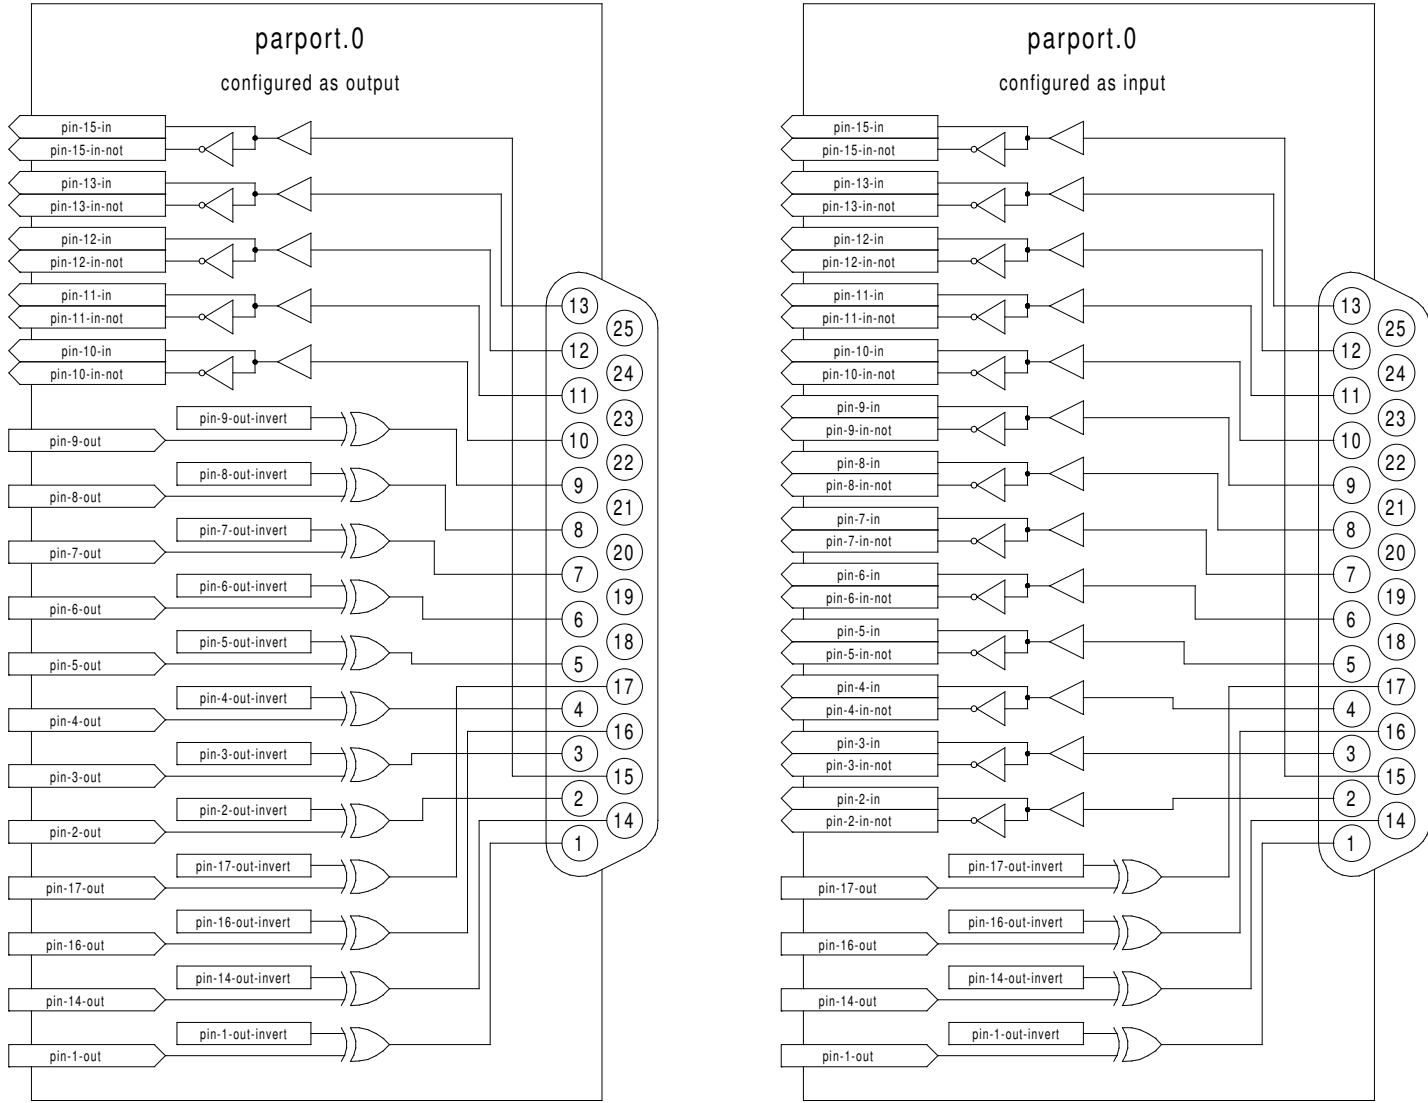 parport.0
configured as output
pin-15-in
pin-15-in-not
pin-13-in
pin-13-in-not
pin-12-in
pin-12-in-not
pin-11-in
pin-11-in-not
pin-10-in
pin-10-in-not
pin-9-out-invert
pin-9-out
pin-8-out-invert
pin-8-out
pin-7-out-invert
pin-7-out
pin-6-out-invert
pin-6-out
pin-5-out-invert
pin-5-out
pin-4-out-invert
pin-4-out
pin-3-out-invert
pin-3-out
pin-2-out-invert
pin-2-out
pin-17-out-invert
pin-17-out
pin-16-out-invert
pin-16-out
pin-14-out-invert
pin-14-out
pin-1-out-invert
pin-1-out
13
25
12
24
11
23
10
22
9
21
8
20
7
19
6
18
5
17
4
16
3
15
2
14
1
parport.0
configured as input
pin-15-in
pin-15-in-not
pin-13-in
pin-13-in-not
pin-12-in
pin-12-in-not
pin-11-in
pin-11-in-not
pin-10-in
pin-10-in-not
pin-9-in
pin-9-in-not
pin-8-in
pin-8-in-not
pin-7-in
pin-7-in-not
pin-6-in
pin-6-in-not
pin-5-in
pin-5-in-not
pin-4-in
pin-4-in-not
pin-3-in
pin-3-in-not
pin-2-in
pin-2-in-not
pin-17-out-invert
pin-17-out
pin-16-out-invert
pin-16-out
pin-14-out-invert
pin-14-out
pin-1-out-invert
pin-1-out
13
25
12
24
11
23
10
22
9
21
8
20
7
19
6
18
5
17
4
16
3
15
2
14
1